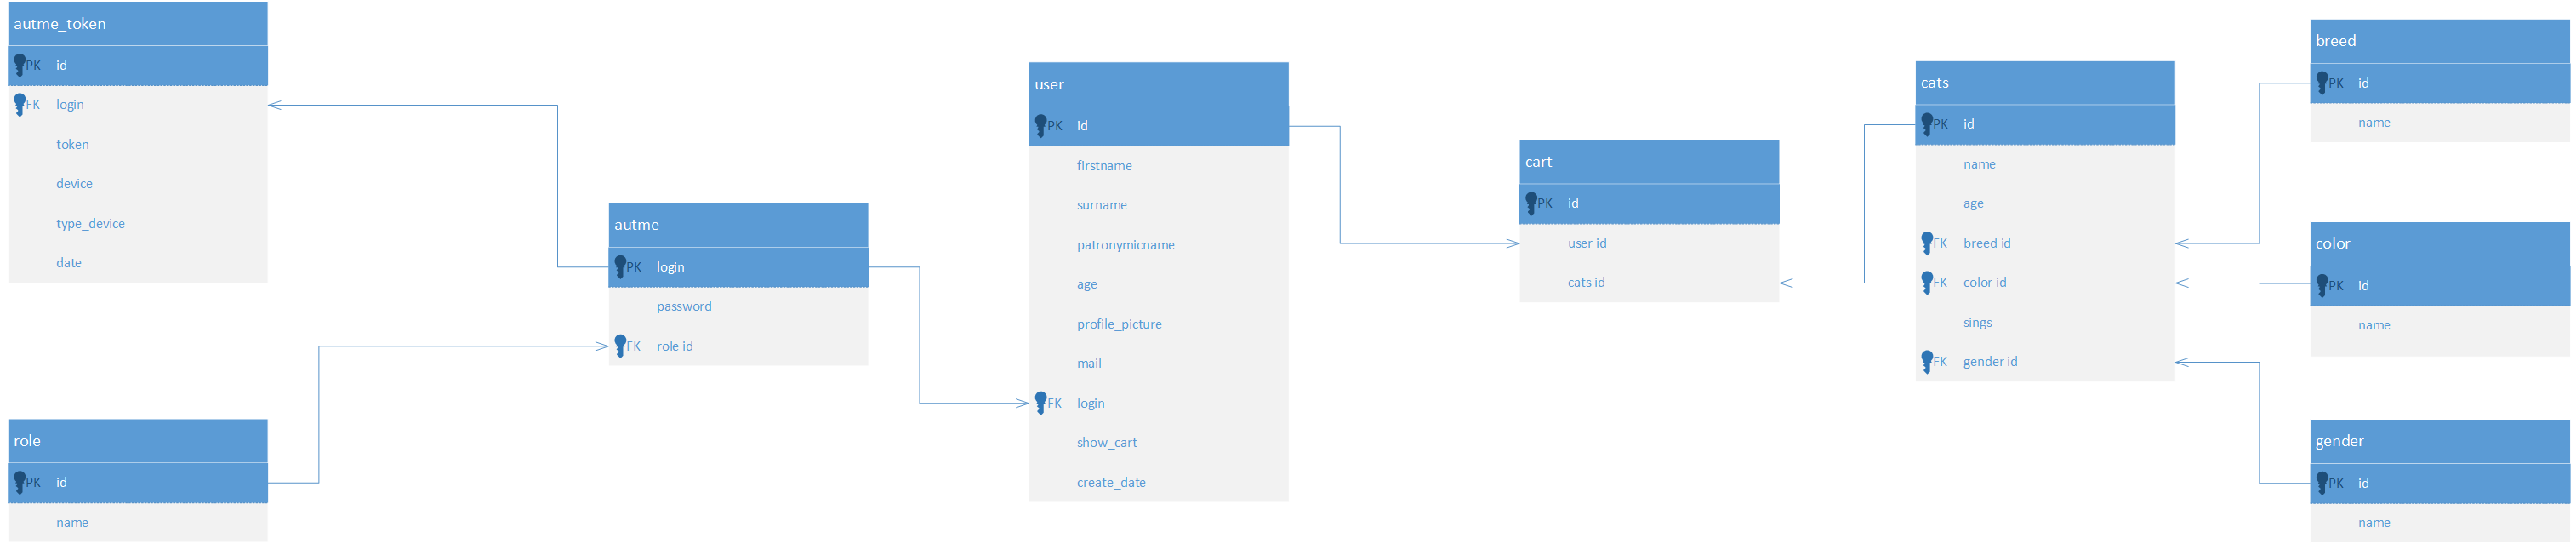 autme_token
PK id
FK login
token
device
type_device
date
role
PK id
name
autme
PK login
password
FK role id
user
PK id
firstname
surname
patronymicname
age
profile_picture
mail
FK login
show_cart
create_date
cart
PK id
user id
cats id
cats
PK id
name
age
FK breed id
FK color id
sings
FK gender id
breed
PK id
name
color
PK id
name
gender
PK id
name